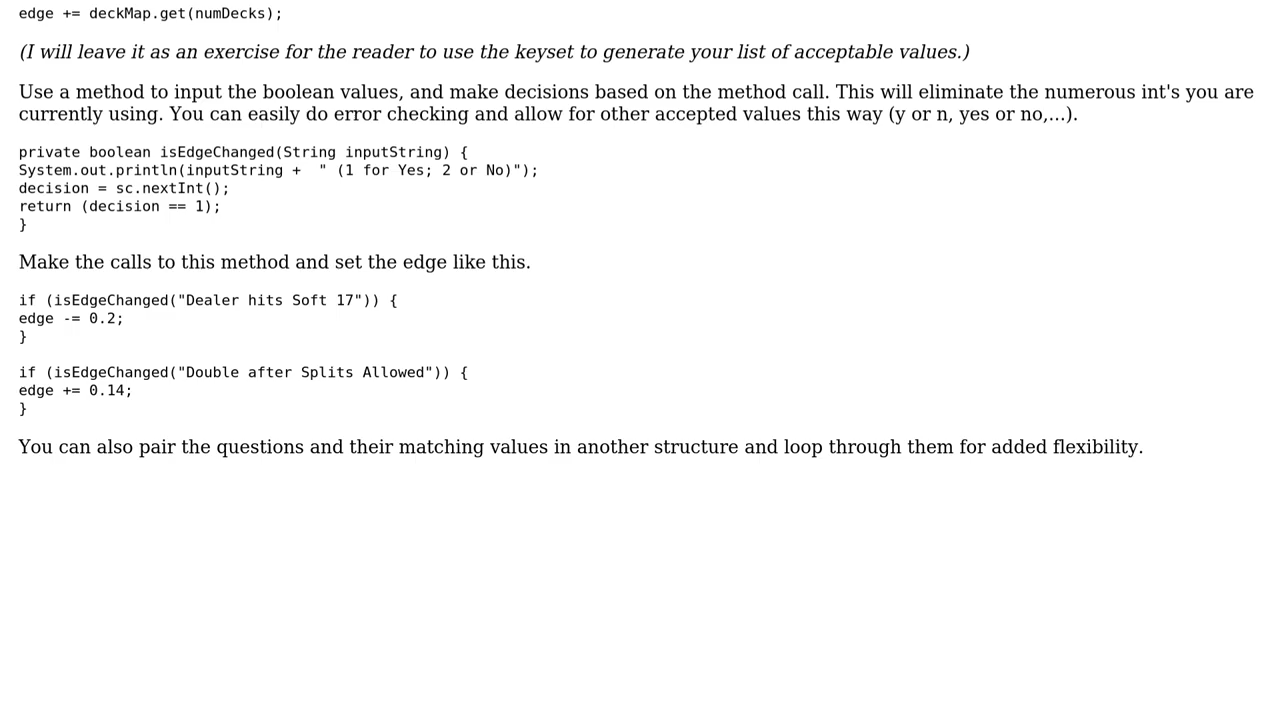 edge += deckMap.get(numDecks);
(I will leave it as an exercise for the reader to use the keyset to generate your list of acceptable values.)
Use a method to input the boolean values, and make decisions based on the method call. This will eliminate the numerous int's you are
currently using. You can easily do error checking and allow for other accepted values this way (y or n, yes or no,...).
private boolean isEdgeChanged(String inputString) {
System.out.println(inputString +  " (1 for Yes; 2 or No)");
decision = sc.nextInt();
return (decision == 1);
}
Make the calls to this method and set the edge like this.
if (isEdgeChanged("Dealer hits Soft 17")) {
edge -= 0.2;
}
if (isEdgeChanged("Double after Splits Allowed")) {
edge += 0.14;
}
You can also pair the questions and their matching values in another structure and loop through them for added flexibility.